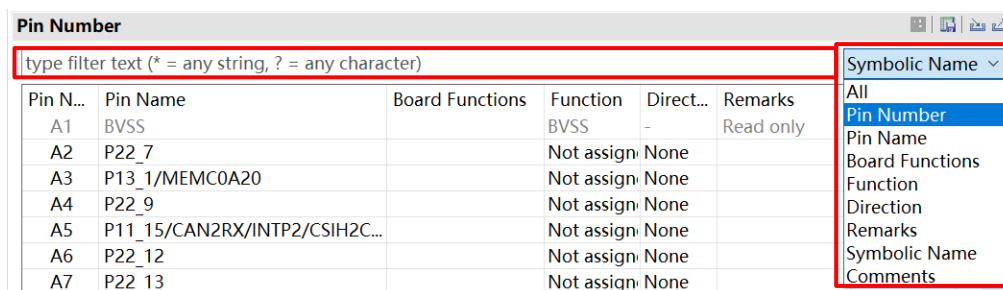 Pin Number
type filter text (* = any string, ? = any character)
Symbolic Name
All
Pin Number
Pin Name
Board Functions
Function
Direction
Remarks
Symbolic Name
Comments
Pin N... Pin Name Board Functions Function Direct... Remarks
A1 BVSS BVSS - Read only
A2 P22_7 Not assign None
A3 P13_1/MEMC0A20 Not assign None
A4 P22_9 Not assign None
A5 P11_15/CAN2RX/INTP2/CSIH2C... Not assign None
A6 P22_12 Not assign None
A7 P22_13 Not assign None